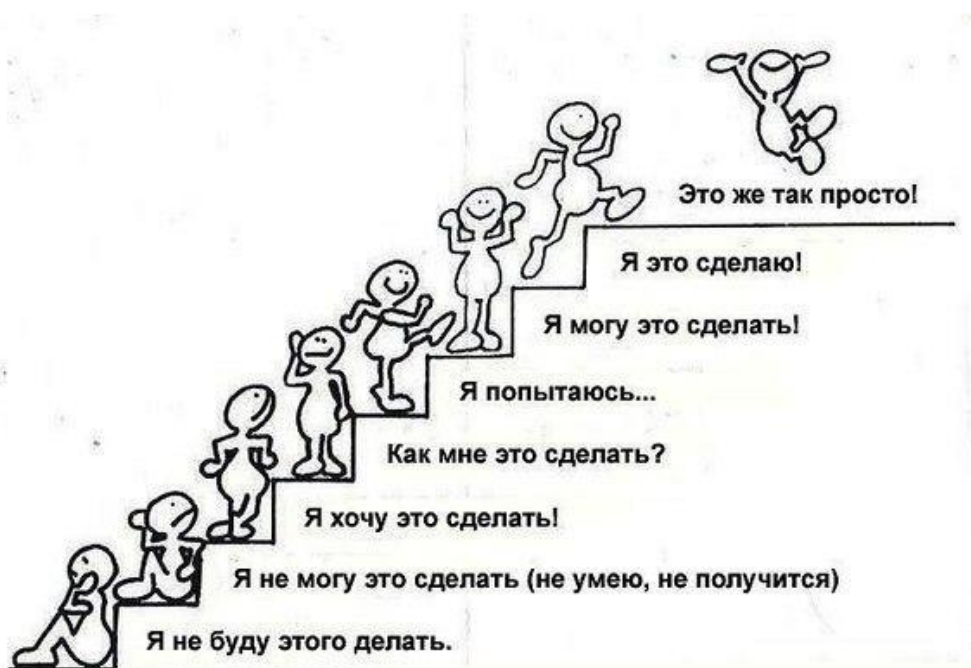 Это же так просто!
Я это сделаю!
Я могу это сделать!
Я попытаюсь...
Как мне это сделать?
Я хочу это сделать!
Я не могу это сделать (не умею, не получится)
Я не буду этого делать.